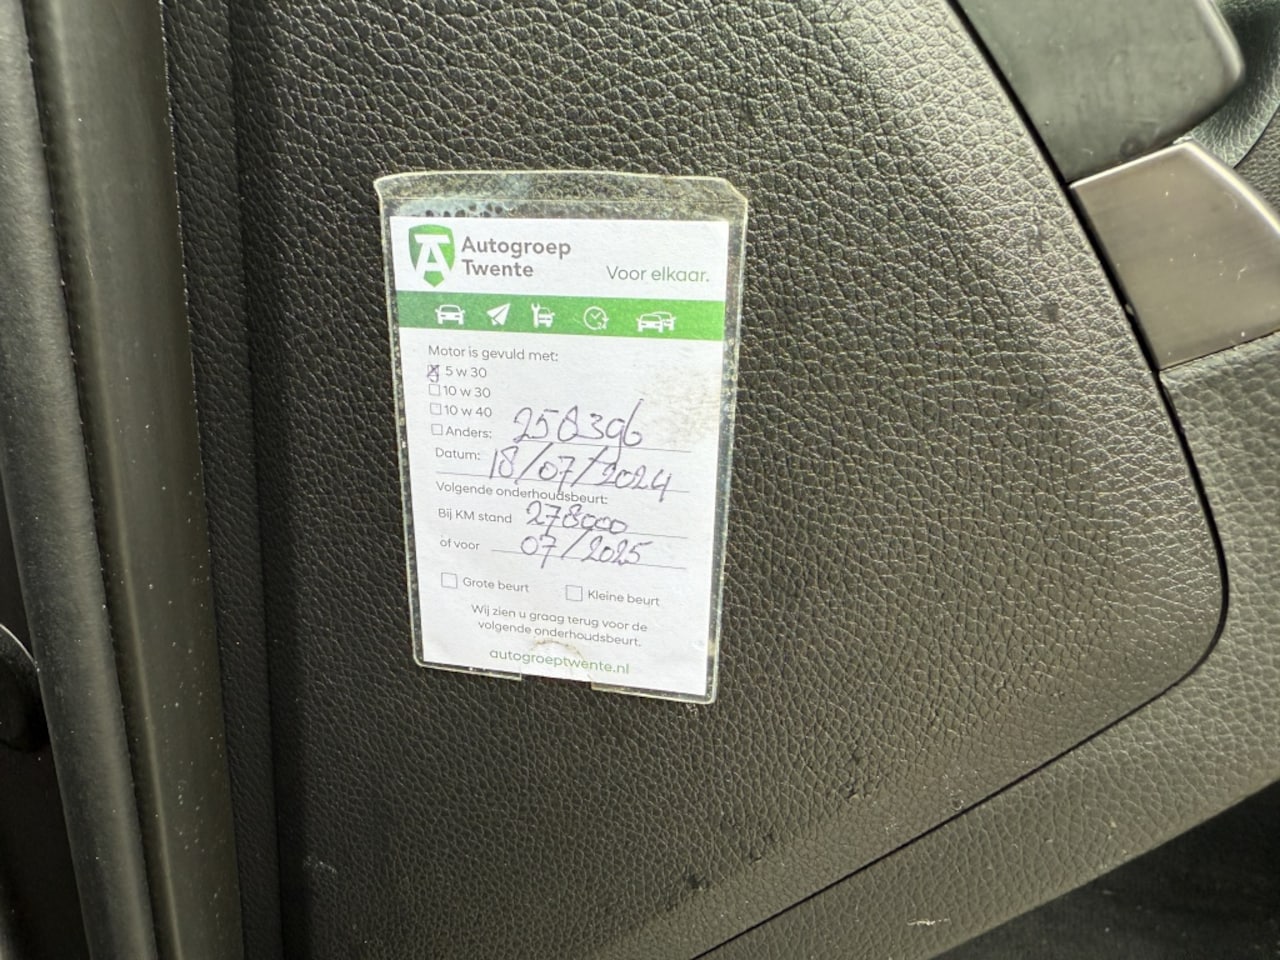 Autogroep
Twente
Voor elkaar.
Motor is gevuld met:
5 w 30
10 w 30
10 w 40
Anders: 258396
Datum: 18/07/2024
Volgende onderhoudsbeurt:
Bij KM stand 278000
of voor 07/2025
Grote beurt Kleine beurt
Wij zien u graag terug voor de
volgende onderhoudsbeurt.
autogroeptwente.nl